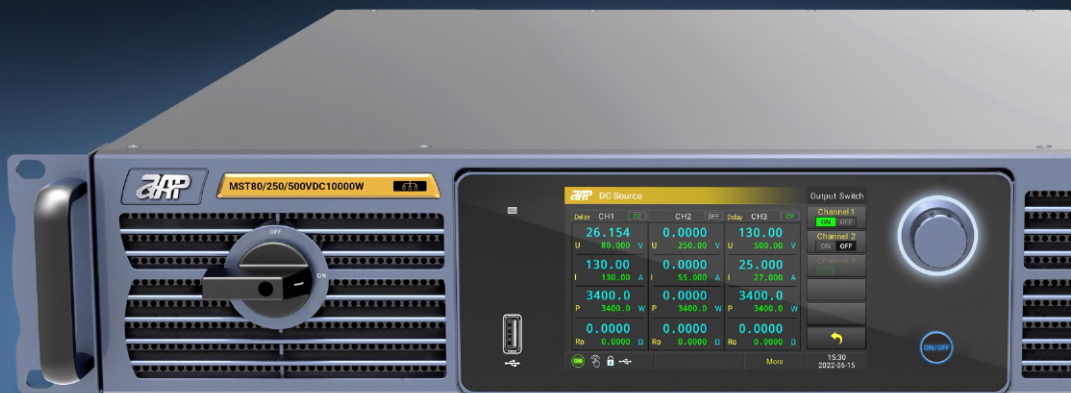 MST80/250/500VDC10000W
OFF
ON
DC Source
Output Switch
Delay CH1 CC CH2 OFF Delay CH3 CV
26.154 0.0000 130.00
U 80.000 V U 250.00 V U 500.00 V
130.00 0.0000 25.000
I 130.00 A I 55.000 A I 27.000 A
3400.0 0.0000 3400.0
P 3400.0 W P 3400.0 W P 3400.0 W
0.0000 0.0000 0.0000
Ro 0.0000 Ω Ro 0.0000 Ω Ro 0.0000 Ω
Channel 1
ON OFF
Channel 2
ON OFF
Channel 3
ON
ON More
15:30
2022-06-15
ON/OFF